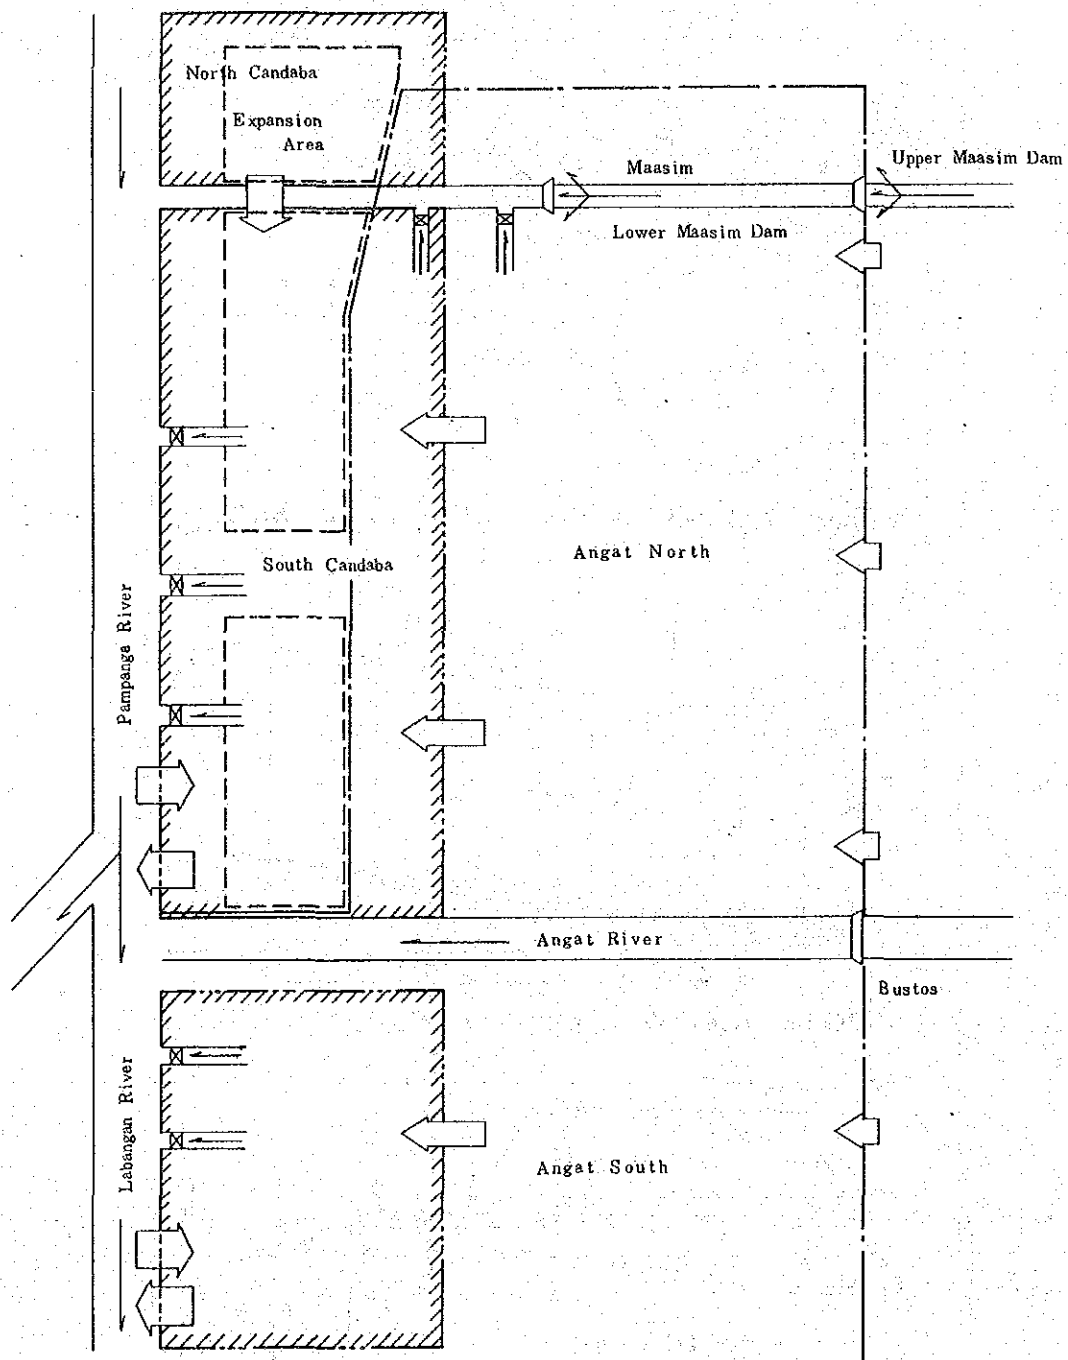 North Candaba
Expansion
Area
Maasim
Upper Maasim Dam
Lower Maasim Dam
Angat North
South Candaba
Pampanga River
Angat River
Bustos
Labangan River
Angat South